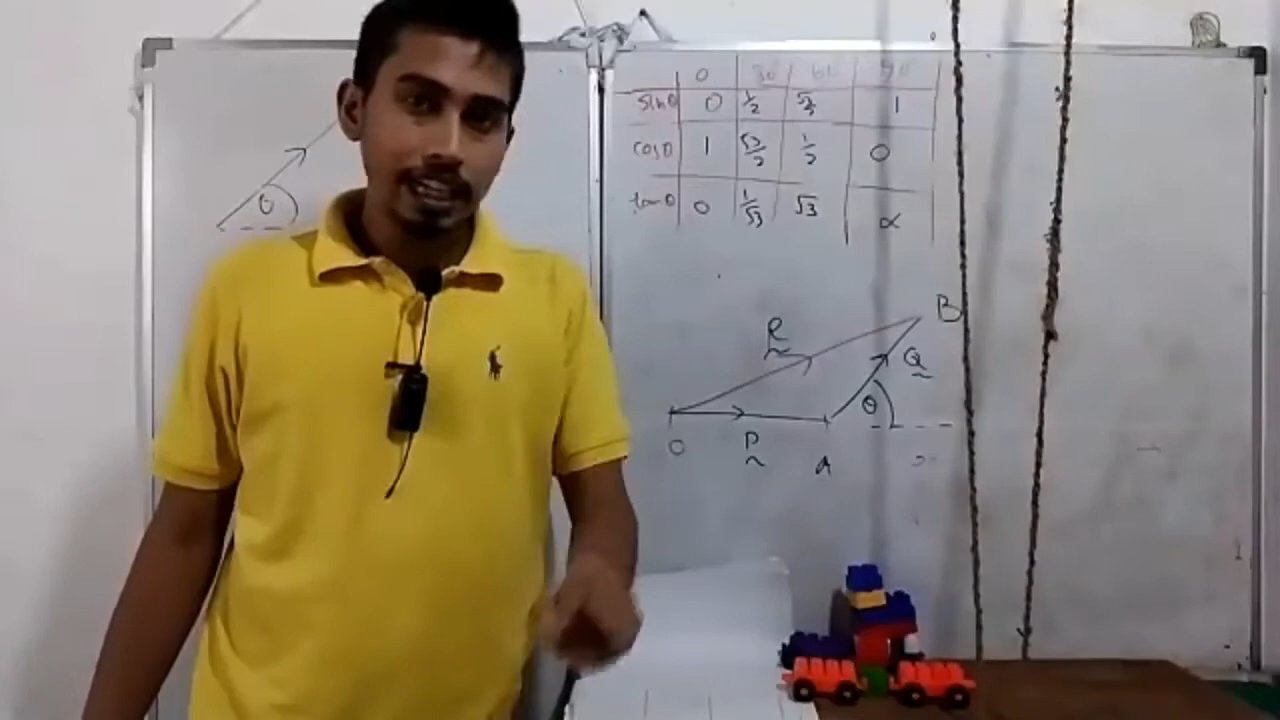 θ
0 30 60 90
sinθ 0 1/2 √3/2 1
cosθ 1 √3/2 1/2 0
tanθ 0 1/√3 √3 α
B
R
Q
θ
O P A